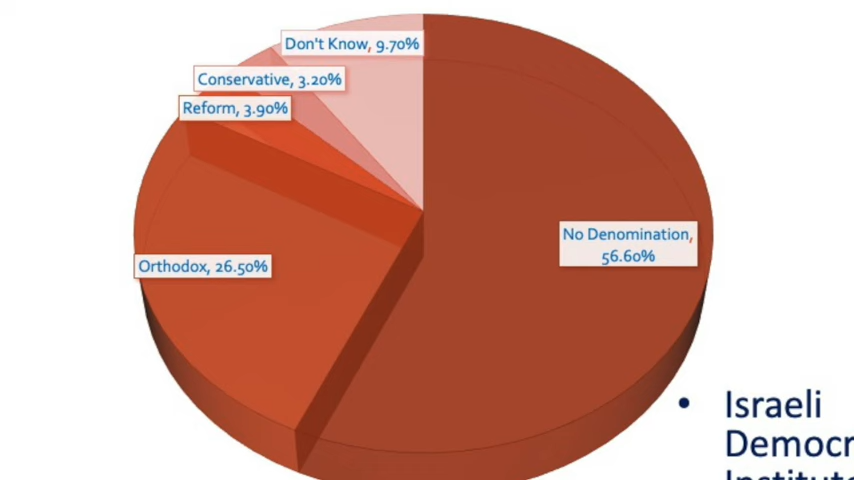 Don't Know, 9.70%
Conservative, 3.20%
Reform, 3.90%
No Denomination,
56.60%
Orthodox, 26.50%
• Israeli
Democr